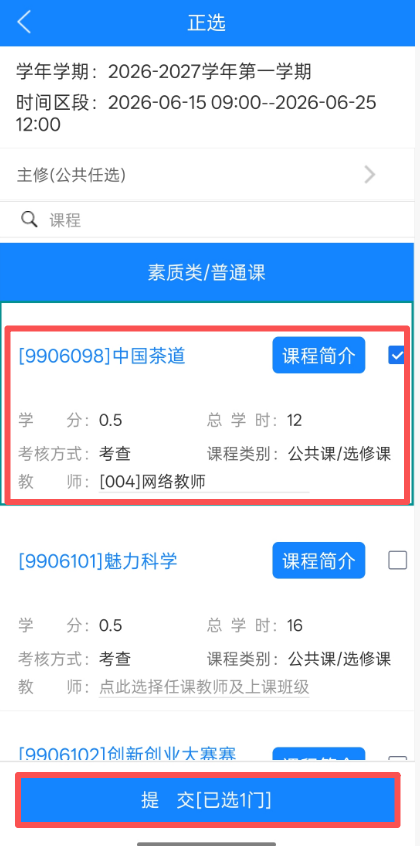 正选
学年学期：2026-2027学年第一学期
时间区段：2026-06-15 09:00--2026-06-25
12:00
主修(公共任选)
课程
素质类/普通课
[9906098]中国茶道 课程简介
学 分：0.5 总 学 时：12
考核方式：考查 课程类别：公共课/选修课
教 师：[004]网络教师
[9906101]魅力科学 课程简介
学 分：0.5 总 学 时：16
考核方式：考查 课程类别：公共课/选修课
教 师：点此选择任课教师及上课班级
[9906102]创新创业大赛赛 课程简介
提 交[已选1门]